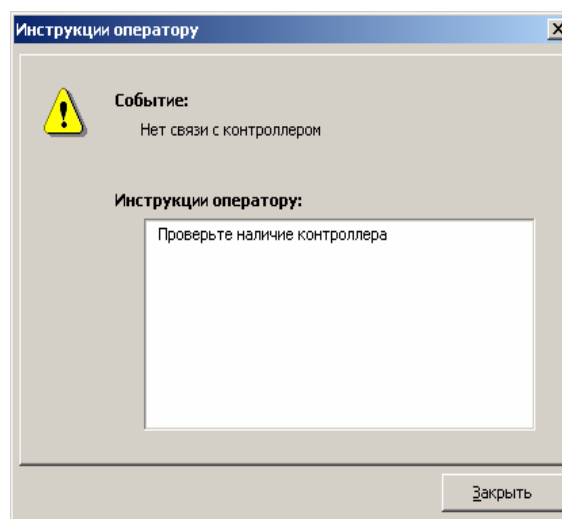 Инструкции оператору
Событие:
Нет связи с контроллером
Инструкции оператору:
Проверьте наличие контроллера
Закрыть